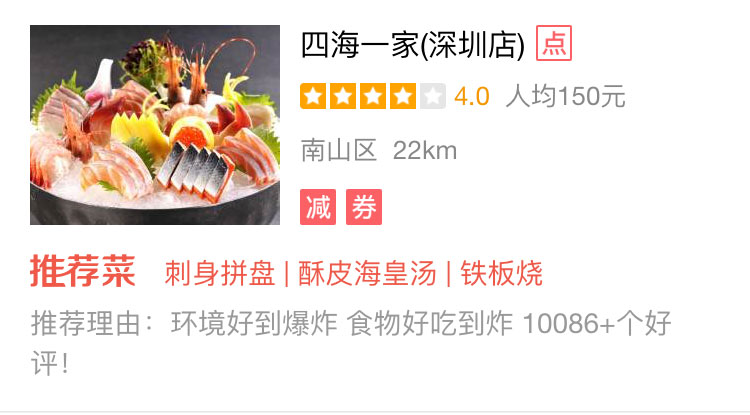 四海一家(深圳店) 点
4.0 人均150元
南山区 22km
减 券
推荐菜 刺身拼盘 | 酥皮海皇汤 | 铁板烧
推荐理由：环境好到爆炸 食物好吃到炸 10086+个好
评！